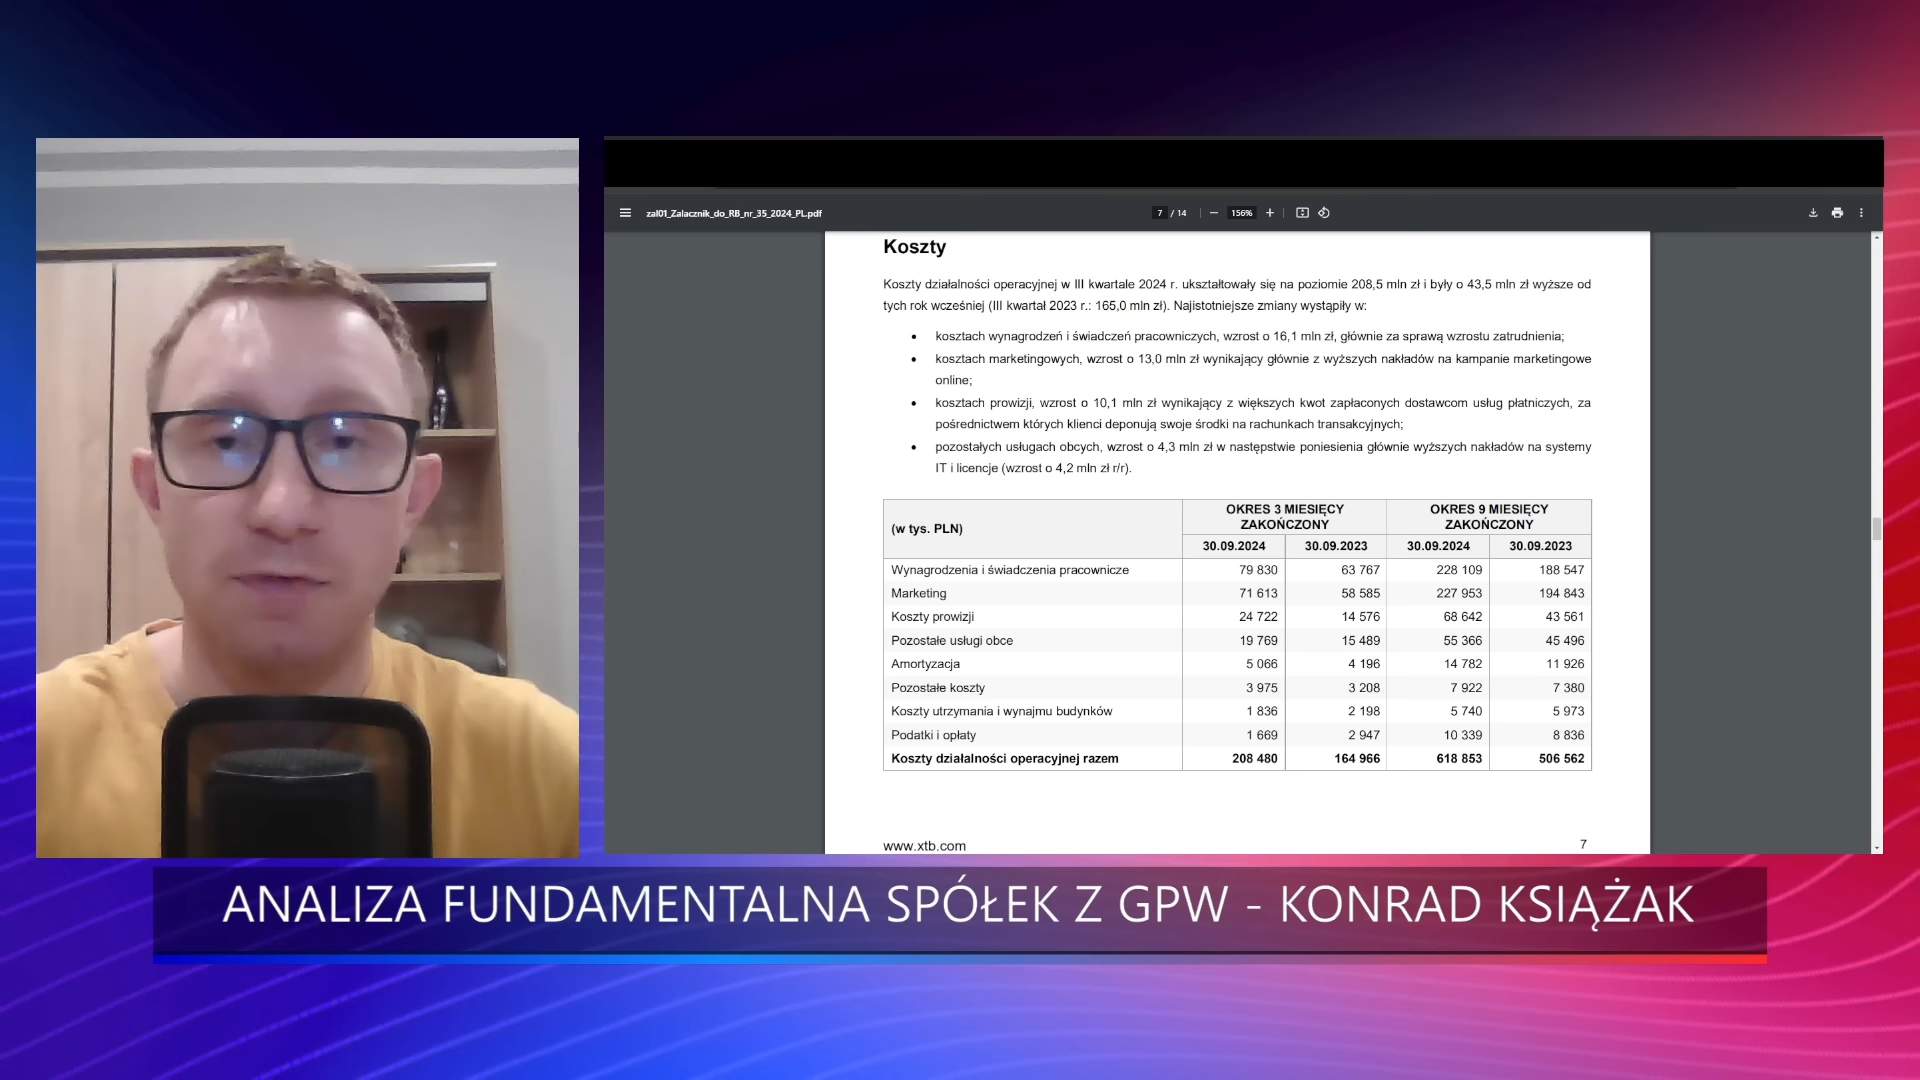 zal01_Zalacznik_do_RB_nr_35_2024_PL.pdf
7 / 14
156%
Koszty
Koszty działalności operacyjnej w III kwartale 2024 r. ukształtowały się na poziomie 208,5 mln zł i były o 43,5 mln zł wyższe od
tych rok wcześniej (III kwartał 2023 r.: 165,0 mln zł). Najistotniejsze zmiany wystąpiły w:
• kosztach wynagrodzeń i świadczeń pracowniczych, wzrost o 16,1 mln zł, głównie za sprawą wzrostu zatrudnienia;
• kosztach marketingowych, wzrost o 13,0 mln zł wynikający głównie z wyższych nakładów na kampanie marketingowe
online;
• kosztach prowizji, wzrost o 10,1 mln zł wynikający z większych kwot zapłaconych dostawcom usług płatniczych, za
pośrednictwem których klienci deponują swoje środki na rachunkach transakcyjnych;
• pozostałych usługach obcych, wzrost o 4,3 mln zł w następstwie poniesienia głównie wyższych nakładów na systemy
IT i licencje (wzrost o 4,2 mln zł r/r).
(w tys. PLN)
OKRES 3 MIESIĘCY
ZAKOŃCZONY
OKRES 9 MIESIĘCY
ZAKOŃCZONY
30.09.2024 30.09.2023 30.09.2024 30.09.2023
Wynagrodzenia i świadczenia pracownicze 79 830 63 767 228 109 188 547
Marketing 71 613 58 585 227 953 194 843
Koszty prowizji 24 722 14 576 68 642 43 561
Pozostałe usługi obce 19 769 15 489 55 366 45 496
Amortyzacja 5 066 4 196 14 782 11 926
Pozostałe koszty 3 975 3 208 7 922 7 380
Koszty utrzymania i wynajmu budynków 1 836 2 198 5 740 5 973
Podatki i opłaty 1 669 2 947 10 339 8 836
Koszty działalności operacyjnej razem 208 480 164 966 618 853 506 562
www.xtb.com 7
ANALIZA FUNDAMENTALNA SPÓŁEK Z GPW - KONRAD KSIĄŻAK